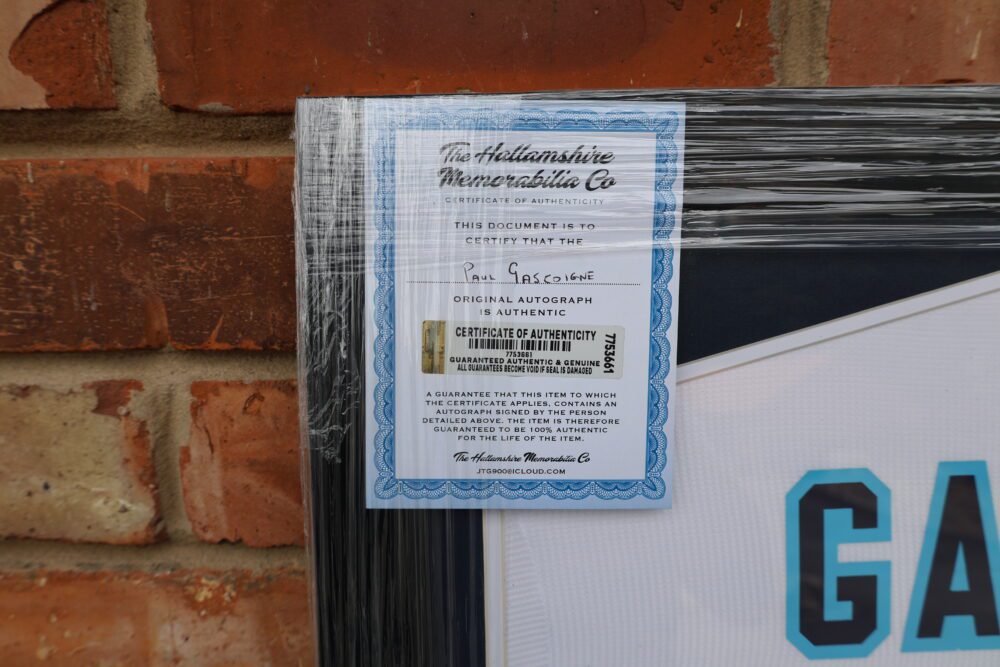 The Hallamshire
Memorabilia Co
CERTIFICATE OF AUTHENTICITY
THIS DOCUMENT IS TO
CERTIFY THAT THE
PAUL GASCOIGNE
ORIGINAL AUTOGRAPH
IS AUTHENTIC
CERTIFICATE OF AUTHENTICITY
7753661
GUARANTEED AUTHENTIC & GENUINE
ALL GUARANTEES BECOME VOID IF SEAL IS DAMAGED
7753661
A GUARANTEE THAT THIS ITEM TO WHICH
THE CERTIFICATE APPLIES, CONTAINS AN
AUTOGRAPH SIGNED BY THE PERSON
DETAILED ABOVE. THE ITEM IS THEREFORE
GUARANTEED TO BE 100% AUTHENTIC
FOR THE LIFE OF THE ITEM.
The Hallamshire Memorabilia Co
JTG900@ICLOUD.COM
GA